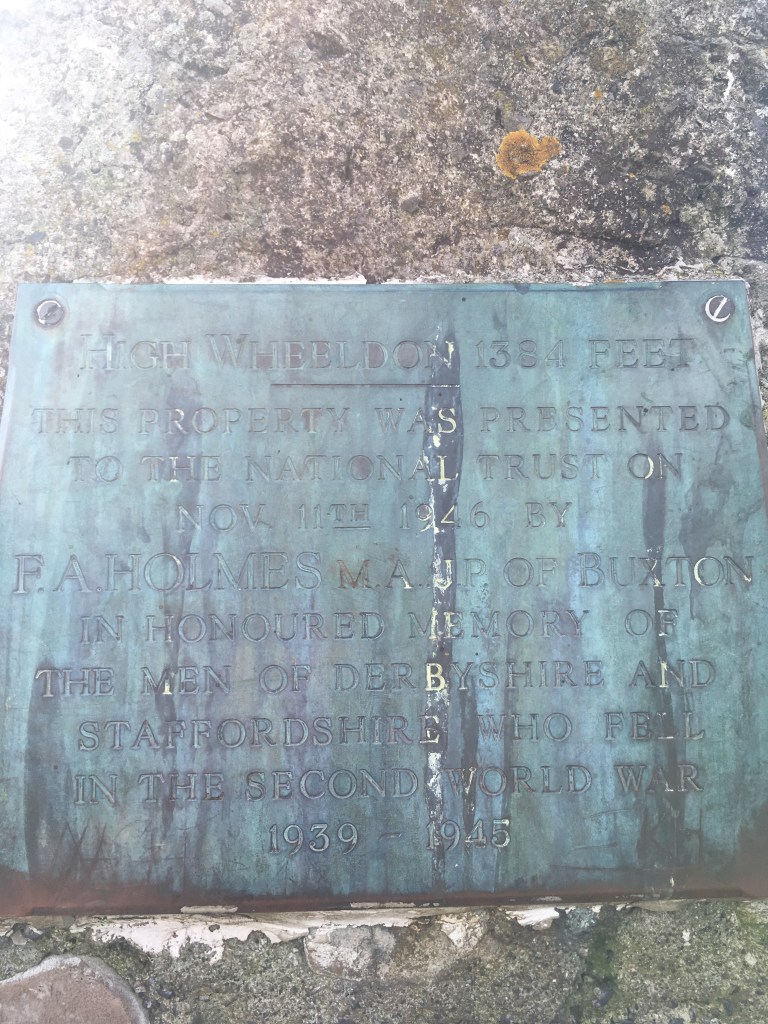 HIGH WHEELDON 1384 FEET
THIS PROPERTY WAS PRESENTED
TO THE NATIONAL TRUST ON
NOV. 11TH 1946 BY
F.A. HOLMES M.A. J.P. OF BUXTON
IN HONOURED MEMORY OF
THE MEN OF DERBYSHIRE AND
STAFFORDSHIRE WHO FELL
IN THE SECOND WORLD WAR
1939 - 1945